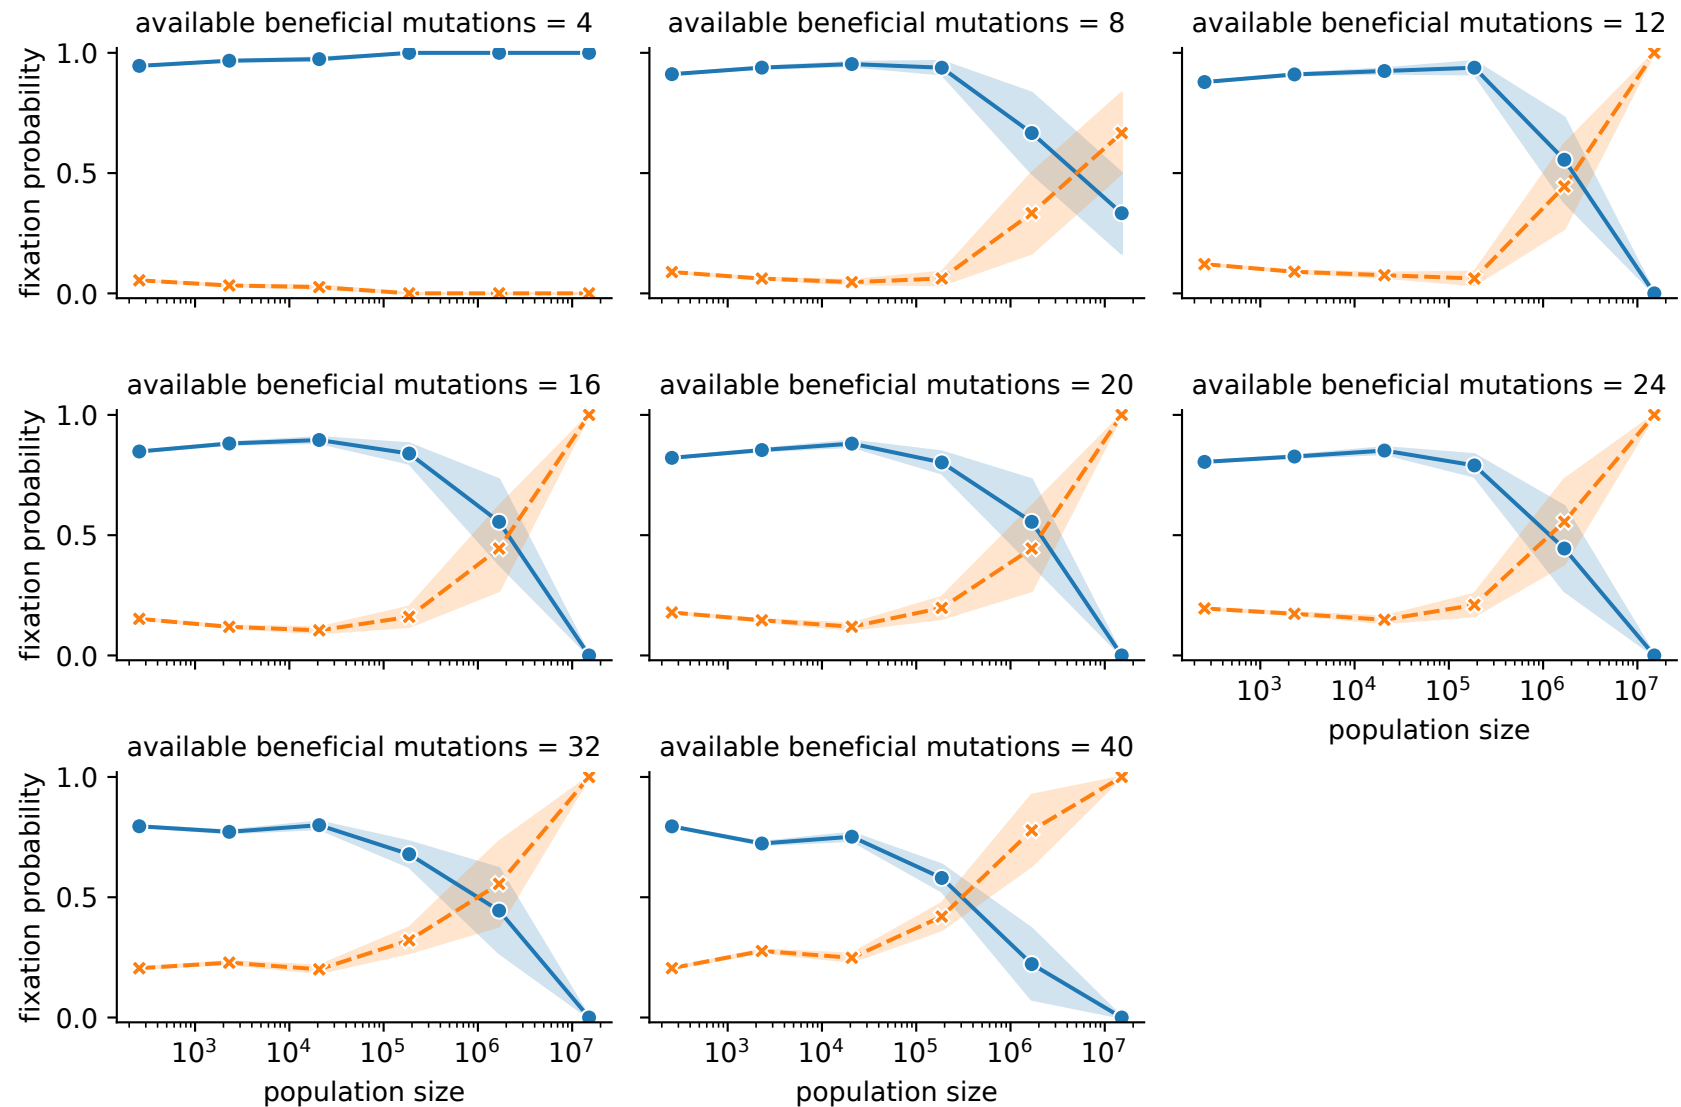 available beneficial mutations = 4
available beneficial mutations = 8
available beneficial mutations = 12
fixation probability
1.0
0.5
0.0
available beneficial mutations = 16
available beneficial mutations = 20
available beneficial mutations = 24
fixation probability
1.0
0.5
0.0
10³ 10⁴ 10⁵ 10⁶ 10⁷
population size
available beneficial mutations = 32
available beneficial mutations = 40
fixation probability
1.0
0.5
0.0
10³ 10⁴ 10⁵ 10⁶ 10⁷
10³ 10⁴ 10⁵ 10⁶ 10⁷
population size
population size